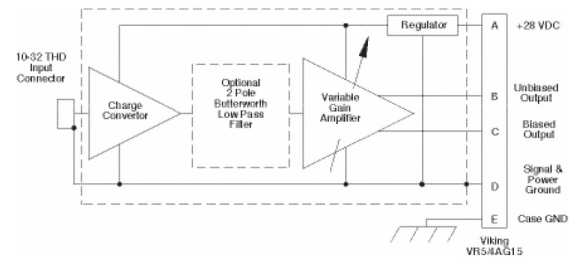 Regulator
A
+28 VDC
10-32 THD
Input
Connector
Charge
Convertor
Optional
2 Pole
Butterworth
Low Pass
Filter
Variable
Gain
Amplifier
B
Unbiased
Output
C
Biased
Output
D
Signal &
Power
Ground
E
Case GND
Viking
VR5/4AG15